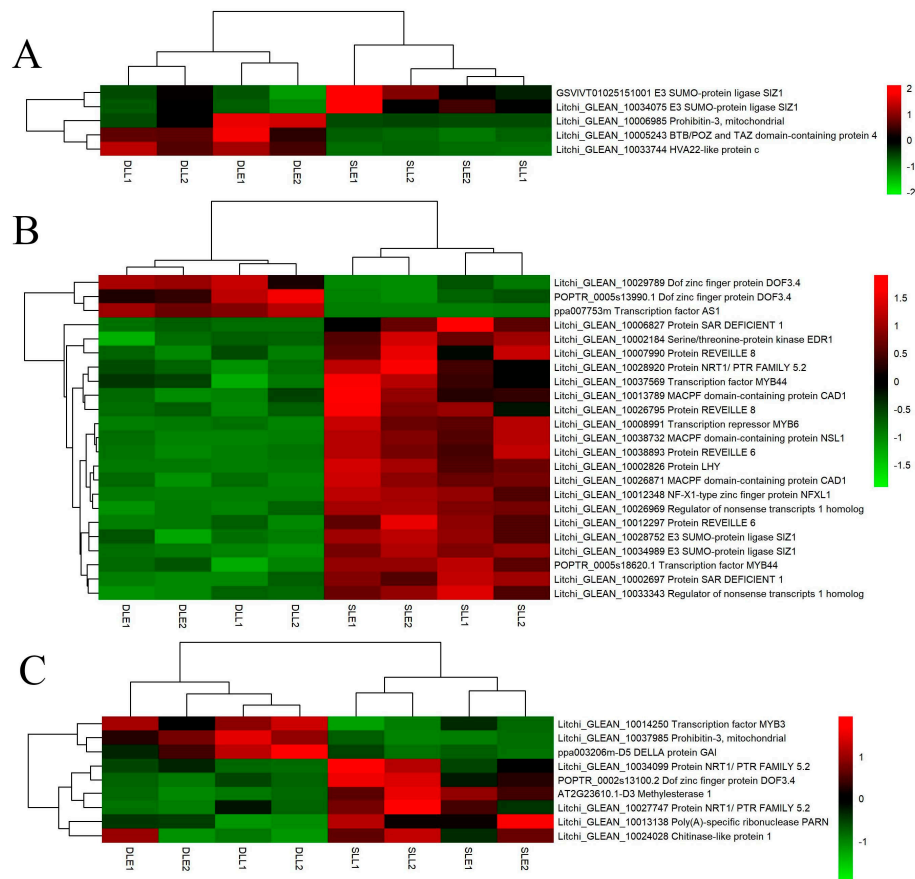 A
GSVIVT01025151001 E3 SUMO-protein ligase SIZ1
Litchi_GLEAN_10034075 E3 SUMO-protein ligase SIZ1
Litchi_GLEAN_10006985 Prohibitin-3, mitochondrial
Litchi_GLEAN_10005243 BTB/POZ and TAZ domain-containing protein 4
Litchi_GLEAN_10033744 HVA22-like protein c
2
1
0
-1
-2
DLL1 DLL2 DLE1 DLE2 SLE1 SLL2 SLE2 SLL1
B
Litchi_GLEAN_10029789 Dof zinc finger protein DOF3.4
POPTR_0005s13990.1 Dof zinc finger protein DOF3.4
ppa007753m Transcription factor AS1
Litchi_GLEAN_10006827 Protein SAR DEFICIENT 1
Litchi_GLEAN_10002184 Serine/threonine-protein kinase EDR1
Litchi_GLEAN_10007990 Protein REVEILLE 8
Litchi_GLEAN_10028920 Protein NRT1/ PTR FAMILY 5.2
Litchi_GLEAN_10037569 Transcription factor MYB44
Litchi_GLEAN_10013789 MACPF domain-containing protein CAD1
Litchi_GLEAN_10026795 Protein REVEILLE 8
Litchi_GLEAN_10008991 Transcription repressor MYB6
Litchi_GLEAN_10038732 MACPF domain-containing protein NSL1
Litchi_GLEAN_10038893 Protein REVEILLE 6
Litchi_GLEAN_10002826 Protein LHY
Litchi_GLEAN_10026871 MACPF domain-containing protein CAD1
Litchi_GLEAN_10012348 NF-X1-type zinc finger protein NFXL1
Litchi_GLEAN_10026969 Regulator of nonsense transcripts 1 homolog
Litchi_GLEAN_10012297 Protein REVEILLE 6
Litchi_GLEAN_10028752 E3 SUMO-protein ligase SIZ1
Litchi_GLEAN_10034989 E3 SUMO-protein ligase SIZ1
POPTR_0005s18620.1 Transcription factor MYB44
Litchi_GLEAN_10002697 Protein SAR DEFICIENT 1
Litchi_GLEAN_10033343 Regulator of nonsense transcripts 1 homolog
1.5
1
0.5
0
-0.5
-1
-1.5
DLE1 DLE2 DLL1 DLL2 SLE1 SLE2 SLL1 SLL2
C
Litchi_GLEAN_10014250 Transcription factor MYB3
Litchi_GLEAN_10037985 Prohibitin-3, mitochondrial
ppa003206m-D5 DELLA protein GAI
Litchi_GLEAN_10034099 Protein NRT1/ PTR FAMILY 5.2
POPTR_0002s13100.2 Dof zinc finger protein DOF3.4
AT2G23610.1-D3 Methylesterase 1
Litchi_GLEAN_10027747 Protein NRT1/ PTR FAMILY 5.2
Litchi_GLEAN_10013138 Poly(A)-specific ribonuclease PARN
Litchi_GLEAN_10024028 Chitinase-like protein 1
1
0
-1
DLE1 DLE2 DLL1 DLL2 SLL1 SLL2 SLE1 SLE2